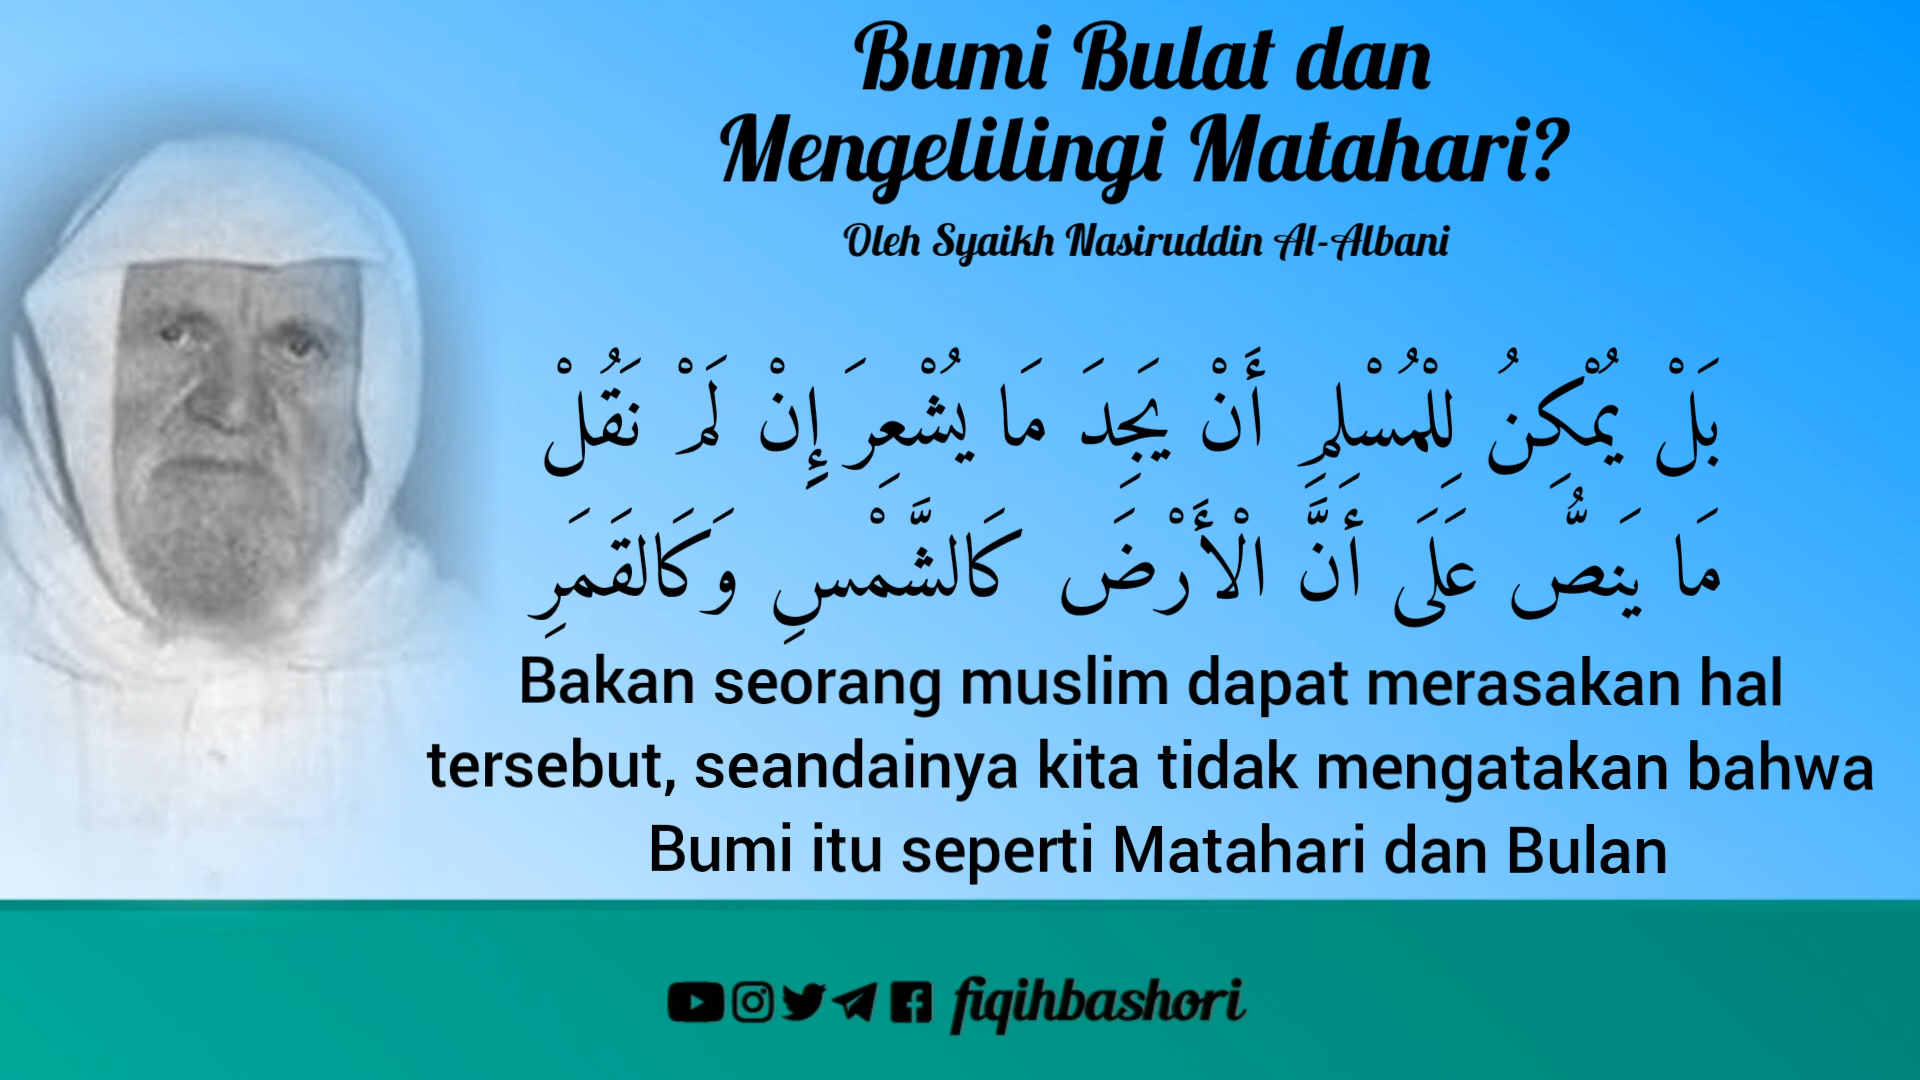 Bumi Bulat dan
Mengelilingi Matahari?
Oleh Syaikh Nasiruddin Al-Albani
بَلْ يُمْكِنُ لِلْمُسْلِمِ أَنْ يَجِدَ مَا يُشْعِرَ إِنْ لَمْ نَقُلْ
مَا يَنصُّ عَلَى أَنَّ الْأَرْضَ كَالشَّمْسِ وَكَالقَمَرِ
Bakan seorang muslim dapat merasakan hal
tersebut, seandainya kita tidak mengatakan bahwa
Bumi itu seperti Matahari dan Bulan
fiqihbashori